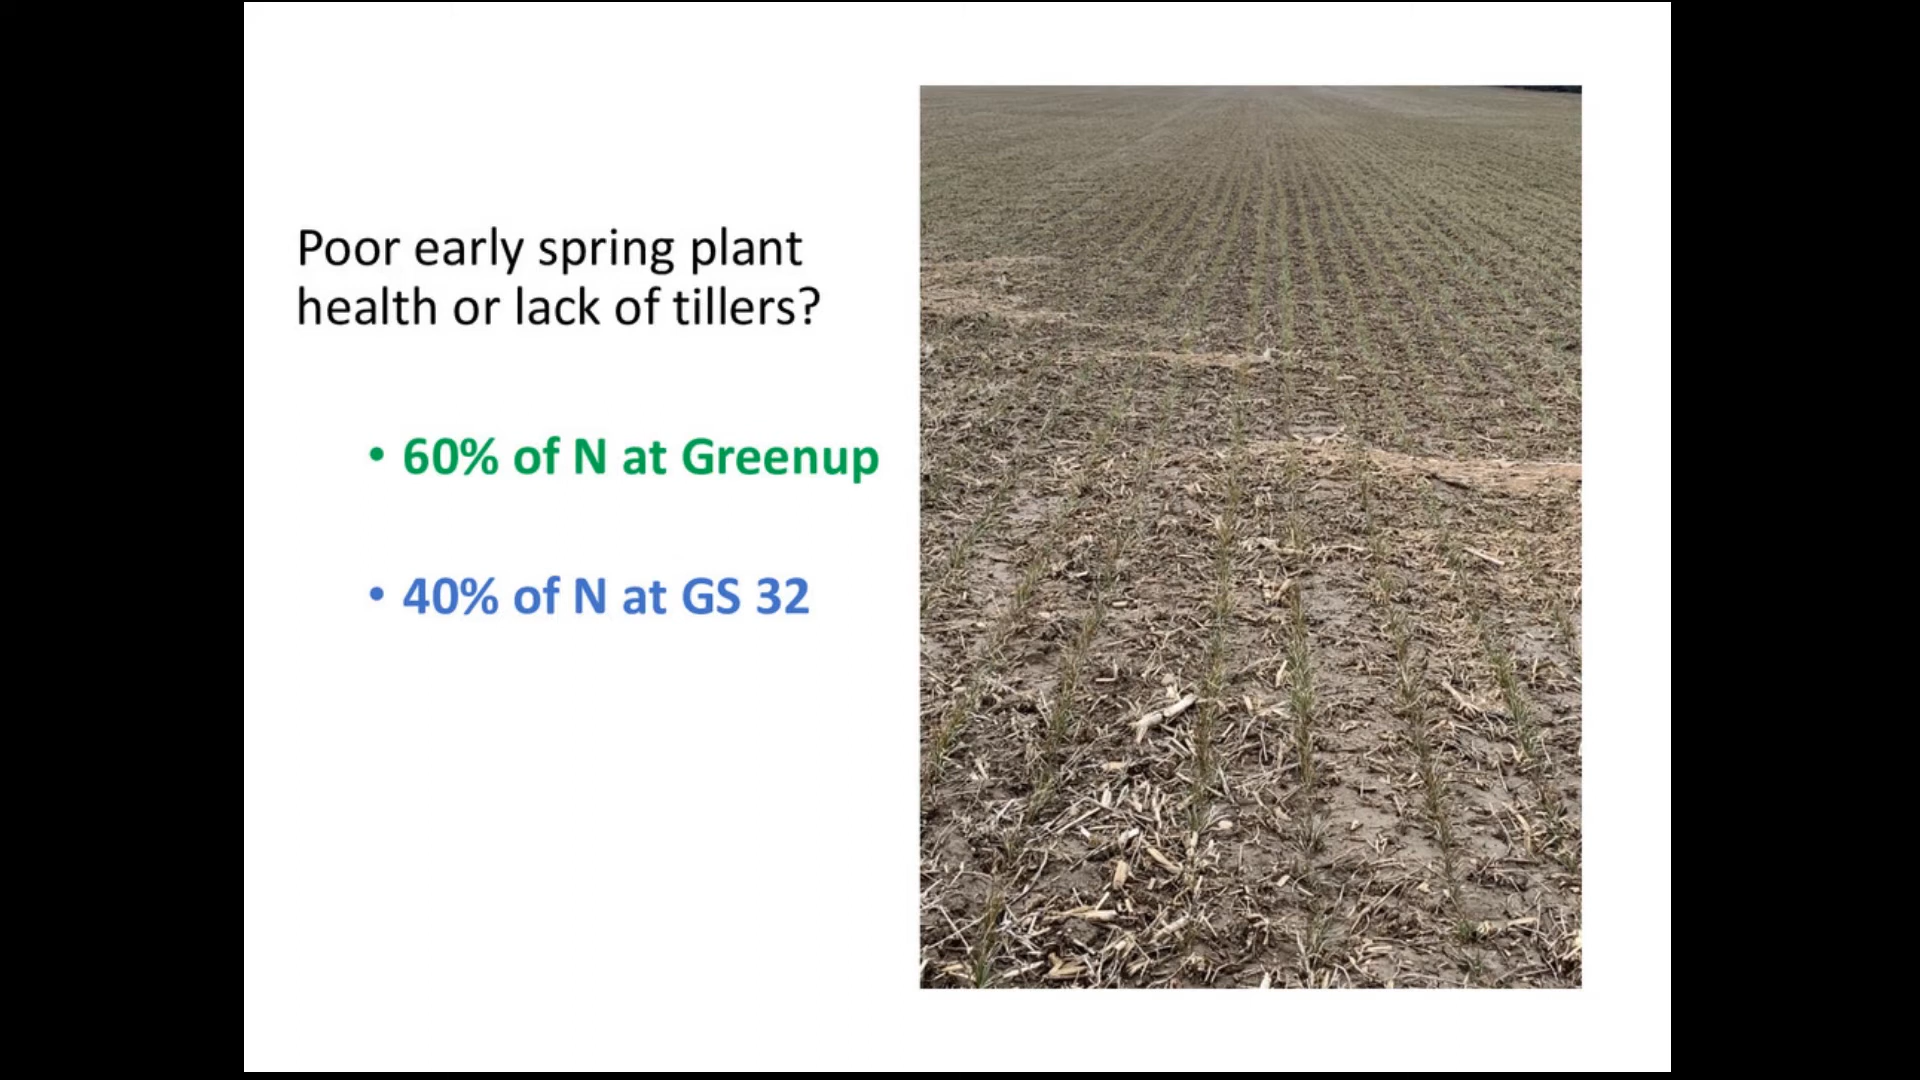 Poor early spring plant
health or lack of tillers?
• 60% of N at Greenup
• 40% of N at GS 32